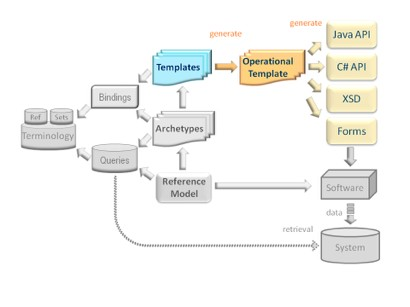 generate
generate
Java API
Templates
Operational
Template
C# API
Bindings
XSD
Ref
Sets
Terminology
Archetypes
Forms
Queries
Reference
Model
Software
data
retrieval
System